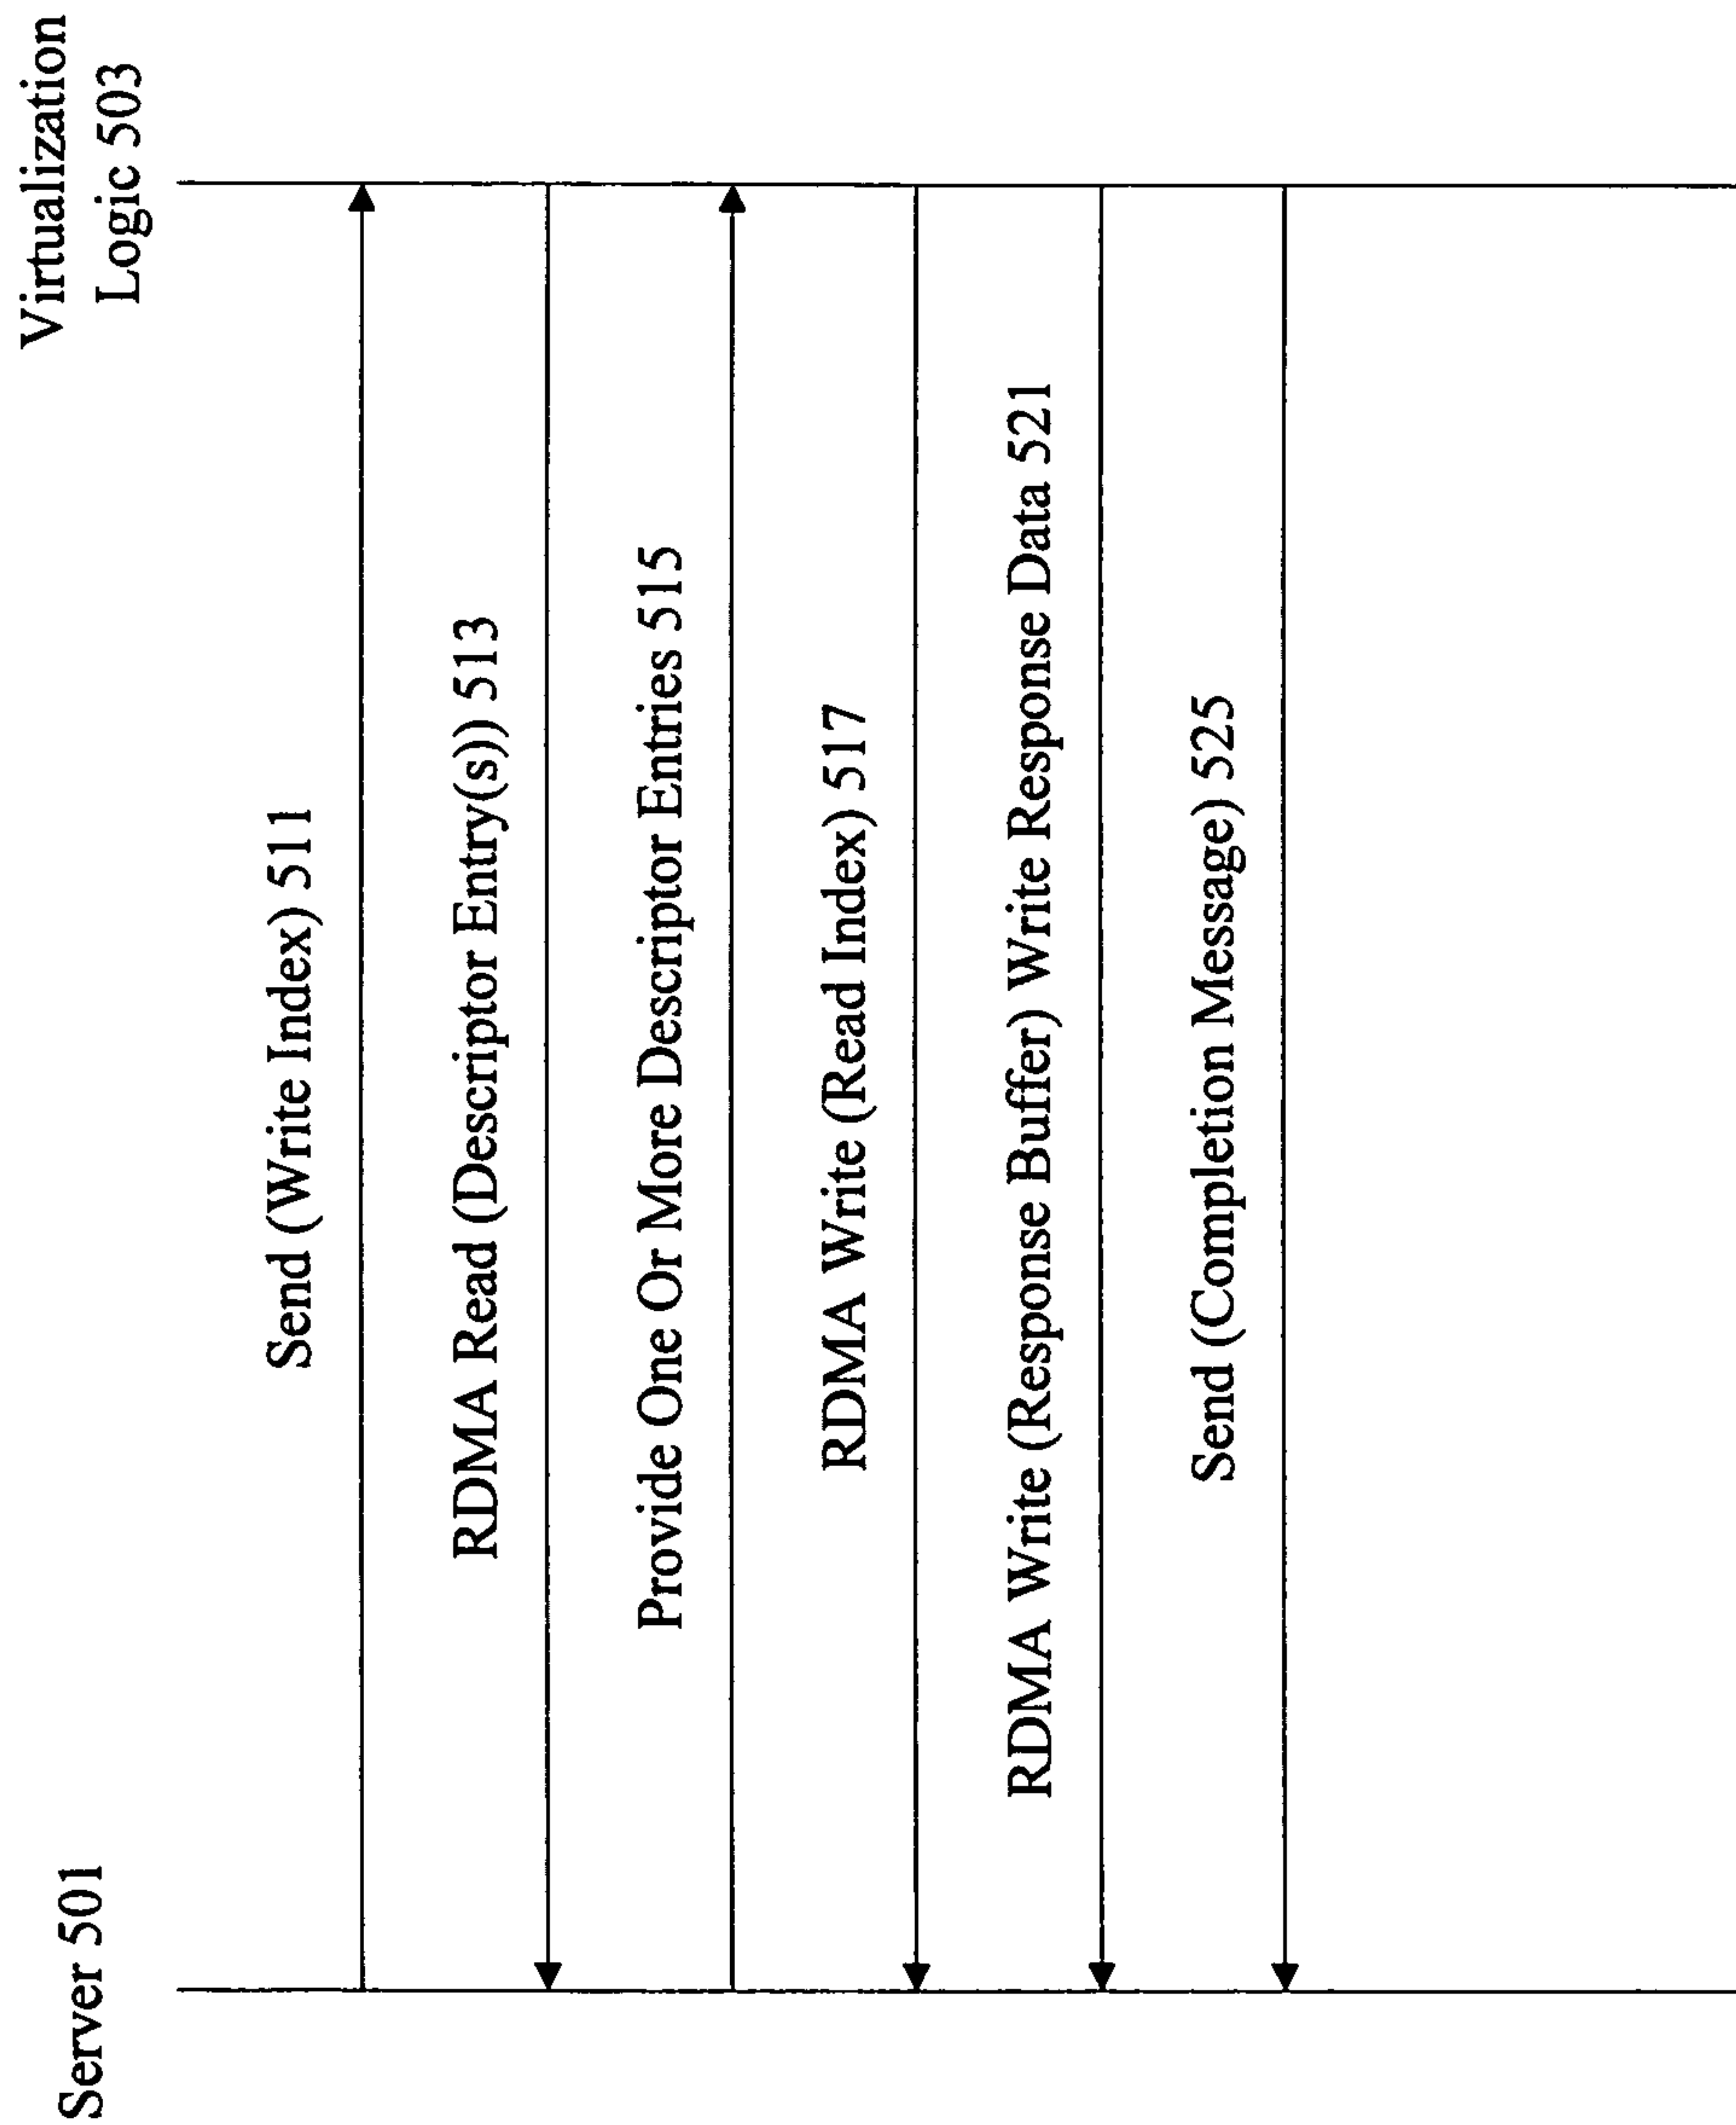 Server 501
Virtualization
Logic 503
Send (Write Index) 511
RDMA Read (Descriptor Entry(s)) 513
Provide One Or More Descriptor Entries 515
RDMA Write (Read Index) 517
RDMA Write (Response Buffer) Write Response Data 521
Send (Completion Message) 525